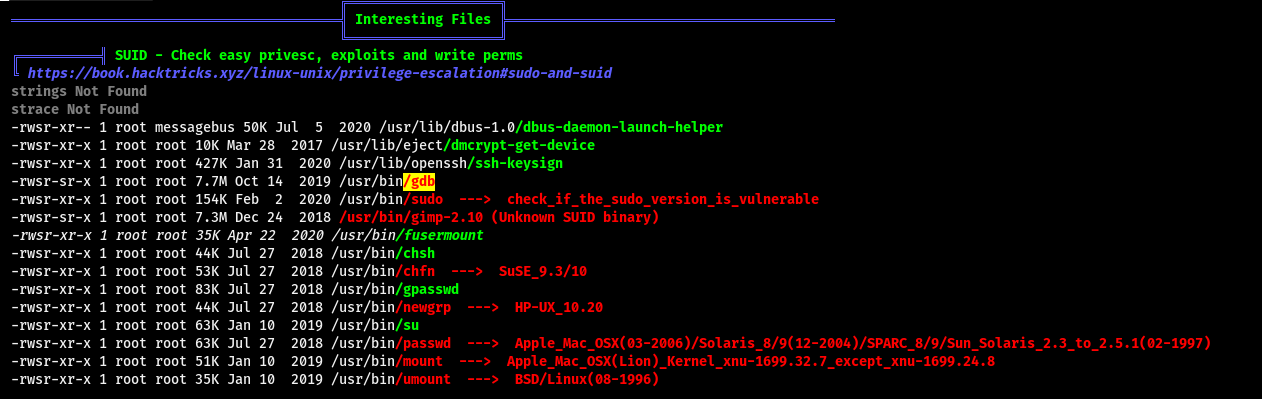 Interesting Files
SUID - Check easy privesc, exploits and write perms
https://book.hacktricks.xyz/linux-unix/privilege-escalation#sudo-and-suid
strings Not Found
strace Not Found
-rwsr-xr-- 1 root messagebus 50K Jul  5  2020 /usr/lib/dbus-1.0/dbus-daemon-launch-helper
-rwsr-xr-x 1 root root 10K Mar 28  2017 /usr/lib/eject/dmcrypt-get-device
-rwsr-xr-x 1 root root 427K Jan 31  2020 /usr/lib/openssh/ssh-keysign
-rwsr-sr-x 1 root root 7.7M Oct 14  2019 /usr/bin/gdb
-rwsr-xr-x 1 root root 154K Feb  2  2020 /usr/bin/sudo  --->  check_if_the_sudo_version_is_vulnerable
-rwsr-sr-x 1 root root 7.3M Dec 24  2018 /usr/bin/gimp-2.10 (Unknown SUID binary)
-rwsr-xr-x 1 root root 35K Apr 22  2020 /usr/bin/fusermount
-rwsr-xr-x 1 root root 44K Jul 27  2018 /usr/bin/chsh
-rwsr-xr-x 1 root root 53K Jul 27  2018 /usr/bin/chfn  --->  SuSE_9.3/10
-rwsr-xr-x 1 root root 83K Jul 27  2018 /usr/bin/gpasswd
-rwsr-xr-x 1 root root 44K Jul 27  2018 /usr/bin/newgrp  --->  HP-UX_10.20
-rwsr-xr-x 1 root root 63K Jan 10  2019 /usr/bin/su
-rwsr-xr-x 1 root root 63K Jul 27  2018 /usr/bin/passwd  --->  Apple_Mac_OSX(03-2006)/Solaris_8/9(12-2004)/SPARC_8/9/Sun_Solaris_2.3_to_2.5.1(02-1997)
-rwsr-xr-x 1 root root 51K Jan 10  2019 /usr/bin/mount  --->  Apple_Mac_OSX(Lion)_Kernel_xnu-1699.32.7_except_xnu-1699.24.8
-rwsr-xr-x 1 root root 35K Jan 10  2019 /usr/bin/umount  --->  BSD/Linux(08-1996)